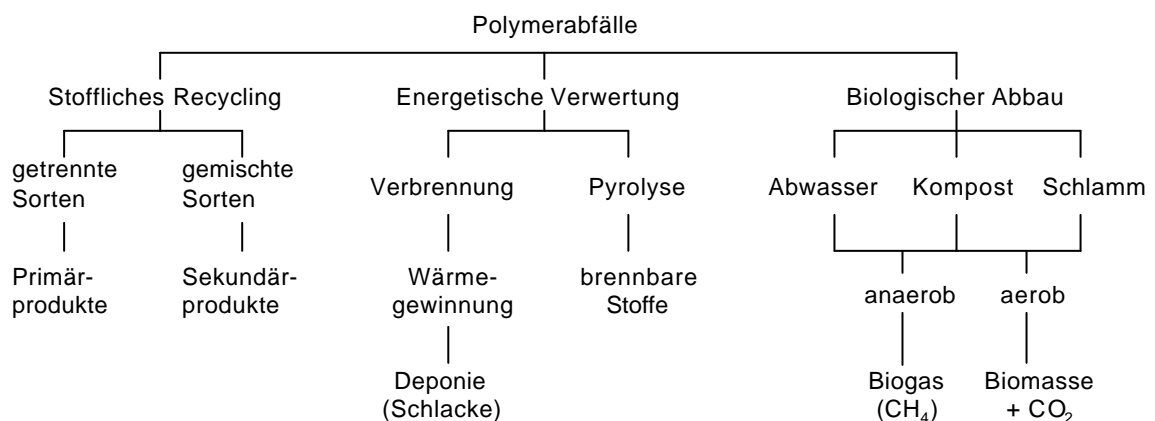 Polymerabfälle
Stoffliches Recycling
Energetische Verwertung
Biologischer Abbau
getrennte
Sorten
gemischte
Sorten
Verbrennung
Pyrolyse
Abwasser
Kompost
Schlamm
Primär-
produkte
Sekundär-
produkte
Wärme-
gewinnung
brennbare
Stoffe
anaerob
aerob
Deponie
(Schlacke)
Biogas
(CH₄)
Biomasse
+ CO₂